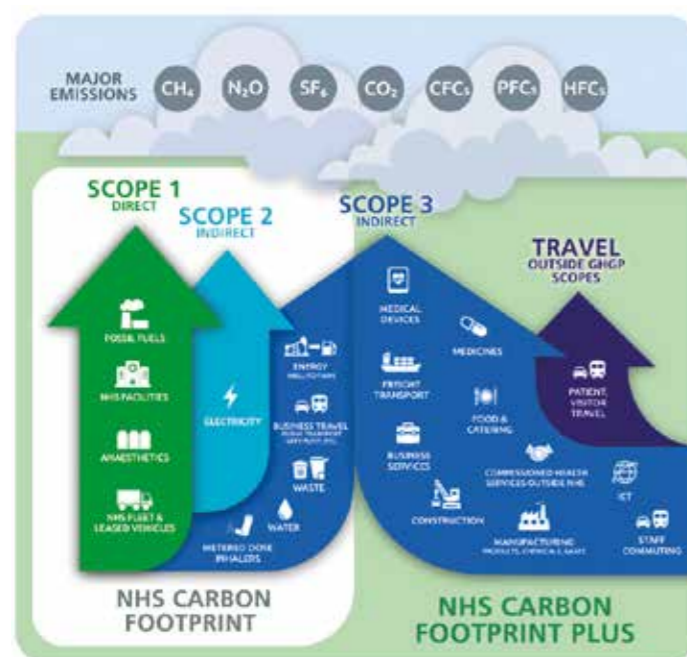 MAJOR
EMISSIONS
CH₄
N₂O
SF₆
CO₂
CFCs
PFCs
HFCs
SCOPE 1
DIRECT
SCOPE 2
INDIRECT
SCOPE 3
INDIRECT
TRAVEL
OUTSIDE GHGP
SCOPES
FOSSIL FUELS
NHS FACILITIES
ANAESTHETICS
NHS FLEET &
LEASED VEHICLES
ELECTRICITY
ENERGY
BUSINESS TRAVEL
WASTE
WATER
METERED DOSE
INHALERS
MEDICAL
DEVICES
MEDICINES
FREIGHT
TRANSPORT
FOOD &
CATERING
BUSINESS
SERVICES
COMMISSIONED HEALTH
SERVICES OUTSIDE NHS
CONSTRUCTION
MANUFACTURING
ICT
STAFF
COMMUTING
PATIENT,
VISITOR
TRAVEL
NHS CARBON
FOOTPRINT
NHS CARBON
FOOTPRINT PLUS